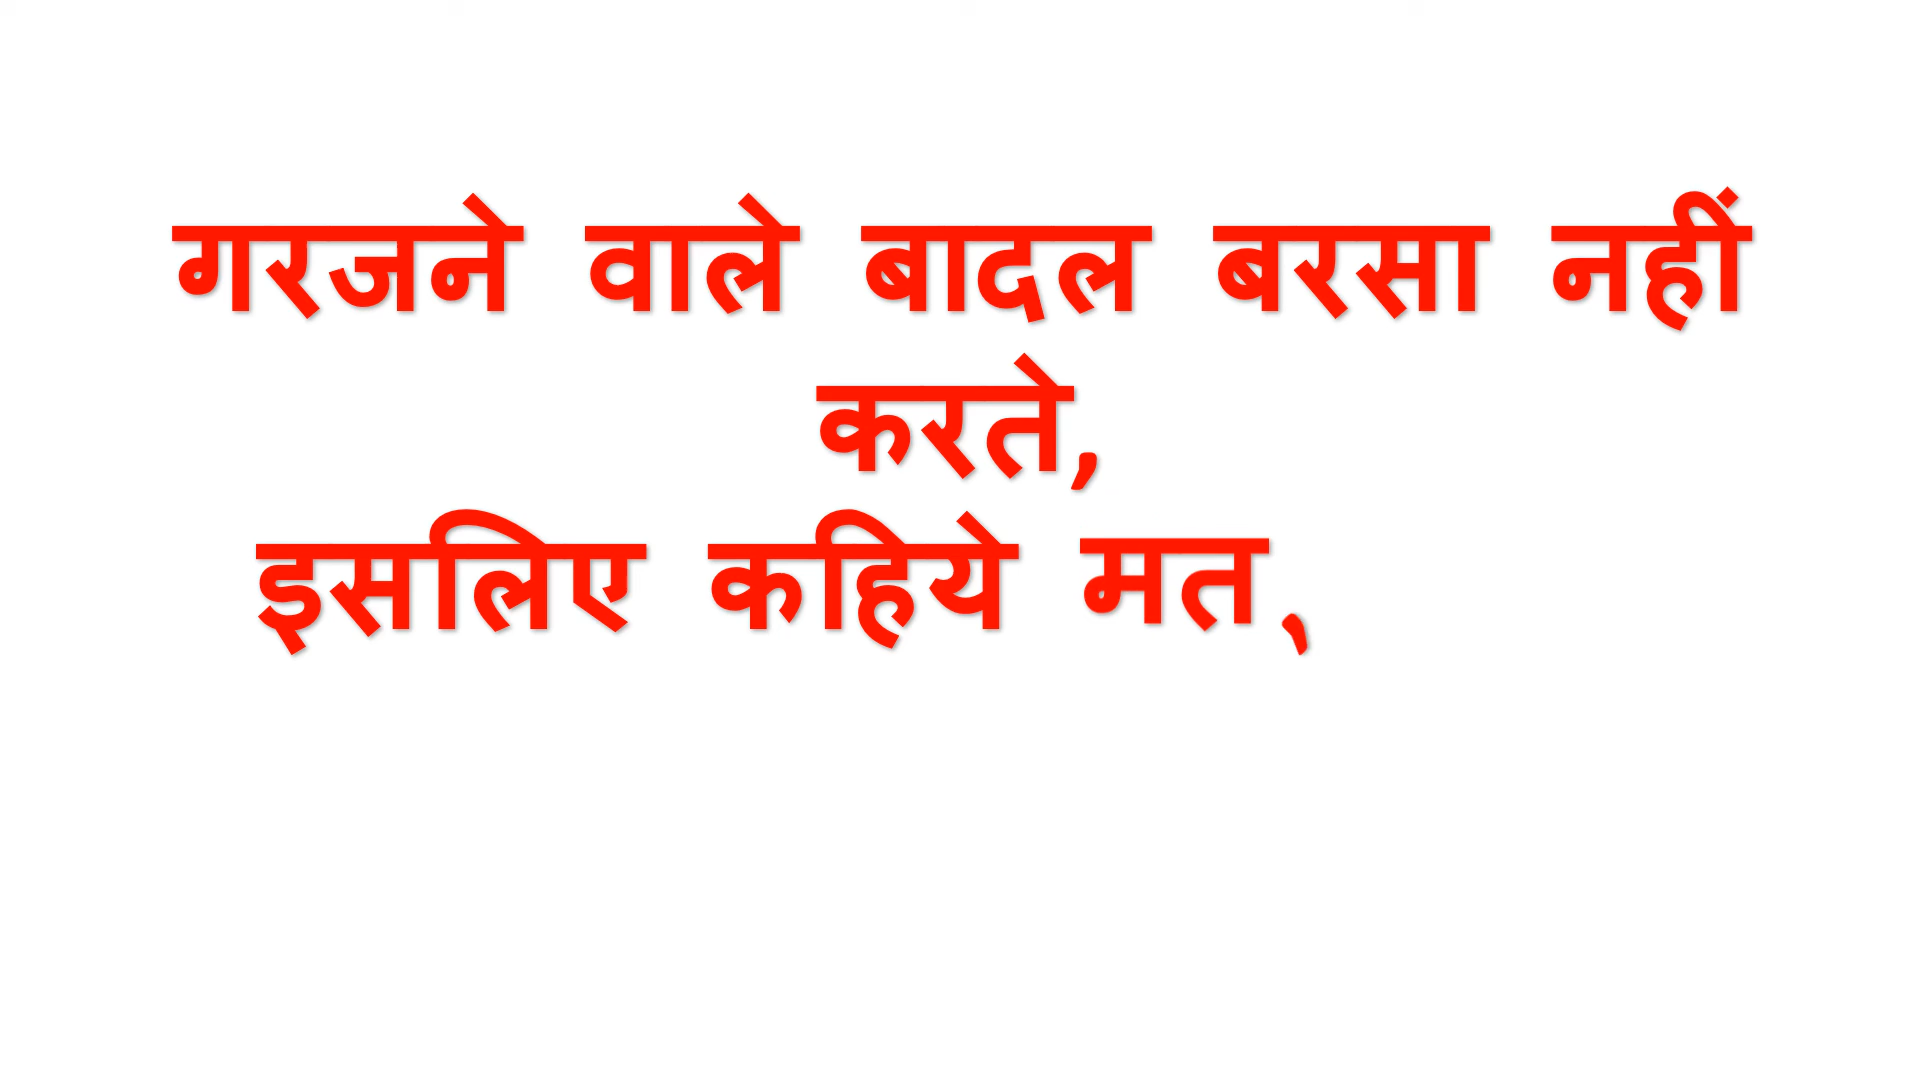 गरजने वाले बादल बरसा नहीं
करते,
इसलिए कहिये मत,